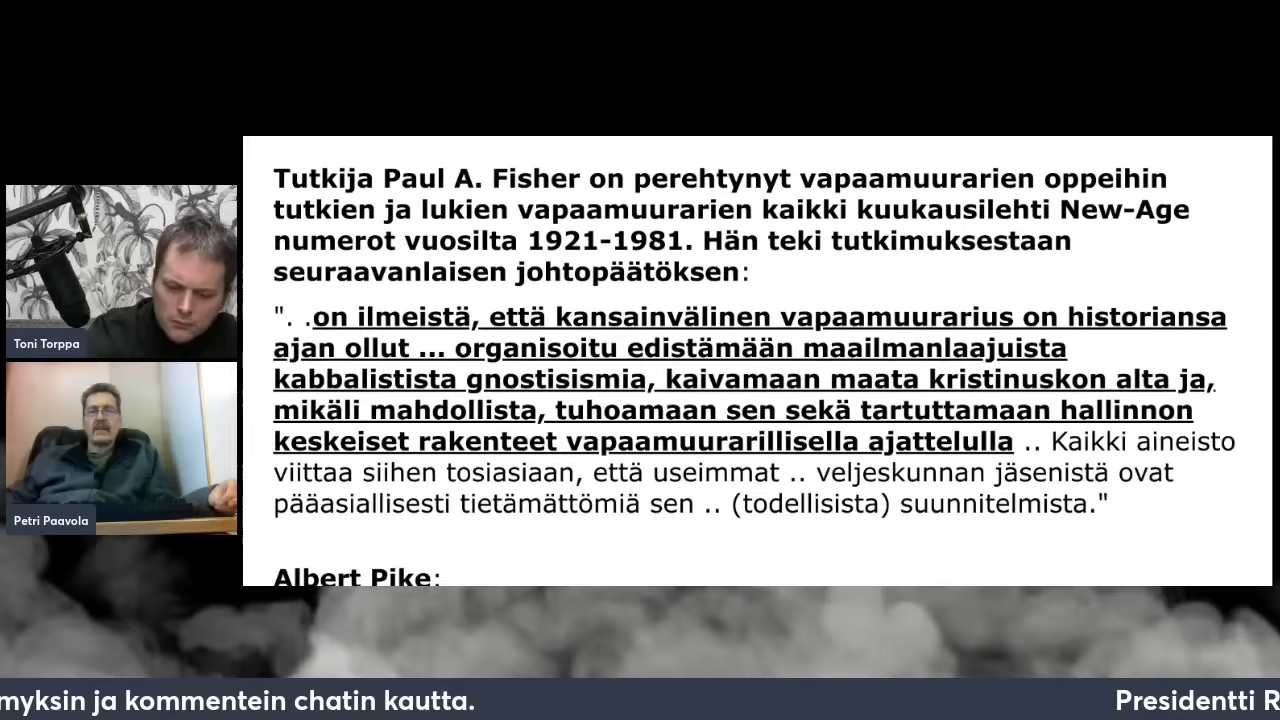 Tutkija Paul A. Fisher on perehtynyt vapaamuurarien oppeihin
tutkien ja lukien vapaamuurarien kaikki kuukausilehti New-Age
numerot vuosilta 1921-1981. Hän teki tutkimuksestaan
seuraavanlaisen johtopäätöksen:
". .on ilmeistä, että kansainvälinen vapaamuurarius on historiansa
ajan ollut ... organisoitu edistämään maailmanlaajuista
kabbalistista gnostisismia, kaivamaan maata kristinuskon alta ja,
mikäli mahdollista, tuhoamaan sen sekä tartuttamaan hallinnon
keskeiset rakenteet vapaamuurarillisella ajattelulla .. Kaikki aineisto
viittaa siihen tosiasiaan, että useimmat .. veljeskunnan jäsenistä ovat
pääasiallisesti tietämättömiä sen .. (todellisista) suunnitelmista."
Albert Pike:
Toni Torppa
Petri Paavola
myksin ja kommentein chatin kautta.
Presidentti R